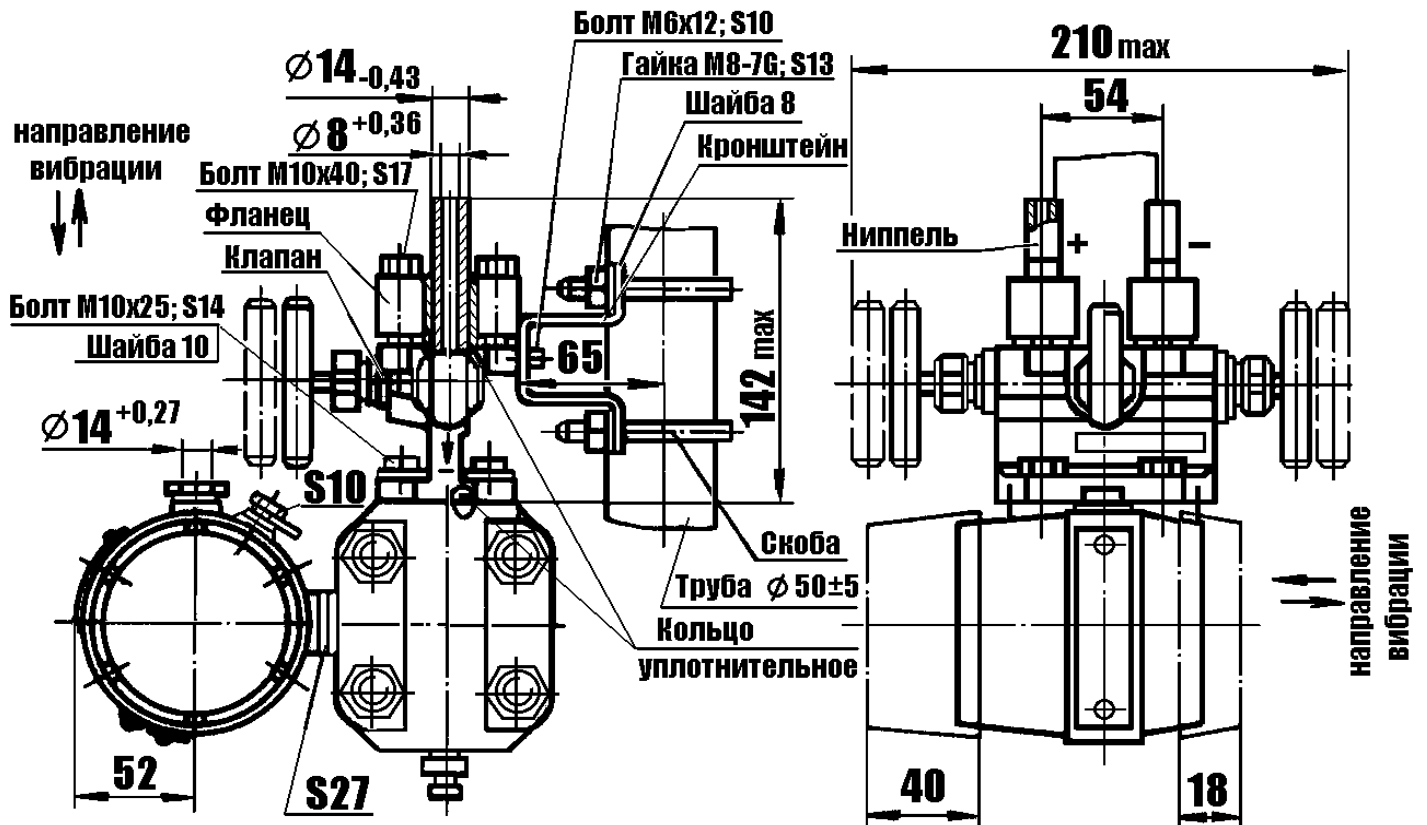 Болт М6х12; S10
Гайка М8-7G; S13
Шайба 8
Кронштейн
210 max
54
⌀14-0,43
⌀8+0,36
направление
вибрации
Болт М10х40; S17
Фланец
Клапан
Болт М10х25; S14
Шайба 10
⌀14+0,27
65
142 max
Ниппель
+
−
S10
Скоба
Труба ⌀ 50±5
Кольцо
уплотнительное
направление
вибрации
52
S27
40
18